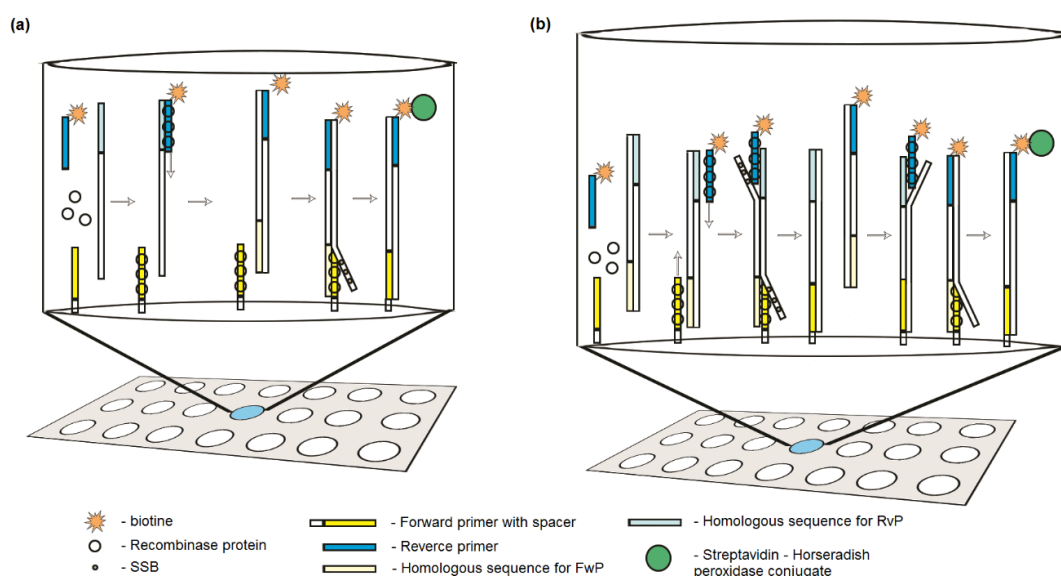 (a)
(b)
- biotine
- Recombinase protein
- SSB
- Forward primer with spacer
- Reverce primer
- Homologous sequence for FwP
- Homologous sequence for RvP
- Streptavidin - Horseradish
peroxidase conjugate